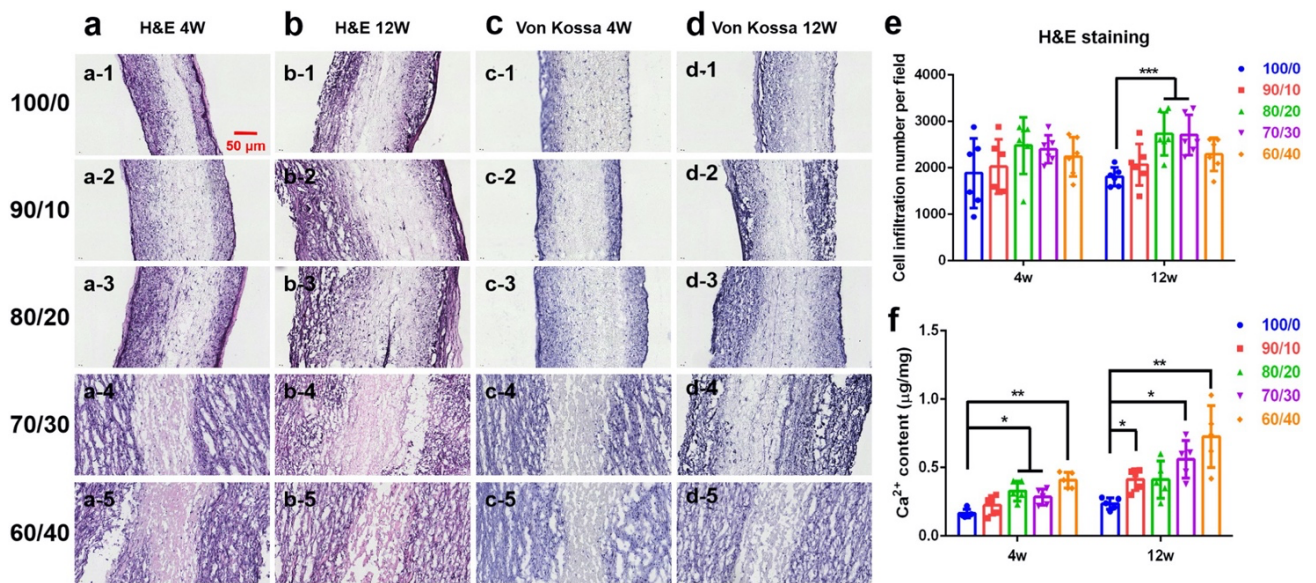 a H&E 4W
b H&E 12W
c Von Kossa 4W
d Von Kossa 12W
100/0
a-1
50 μm
b-1
c-1
d-1
90/10
a-2
b-2
c-2
d-2
80/20
a-3
b-3
c-3
d-3
70/30
a-4
b-4
c-4
d-4
60/40
a-5
b-5
c-5
d-5
e
H&E staining
Cell infiltration number per field
4000
3000
2000
1000
0
***
4w
12w
100/0
90/10
80/20
70/30
60/40
f
Ca²⁺ content (μg/mg)
1.5
1.0
0.5
0.0
**
*
**
*
*
4w
12w
100/0
90/10
80/20
70/30
60/40